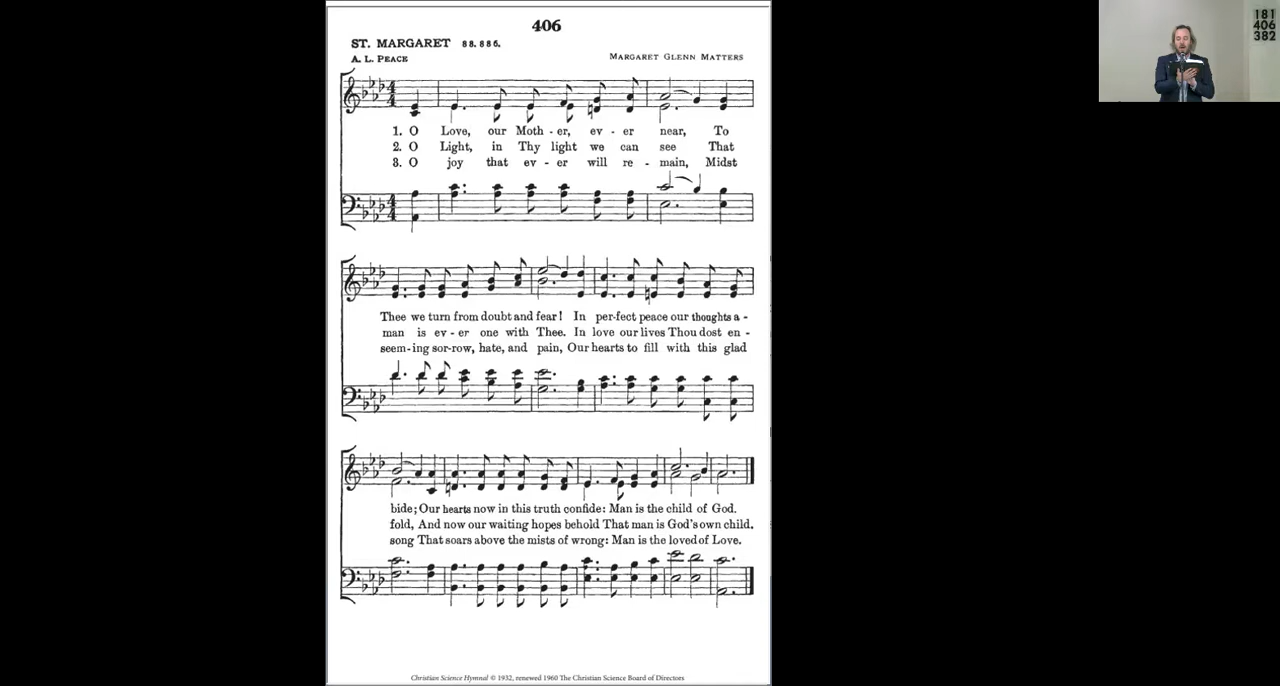 406
ST. MARGARET 88.886.
A. L. PEACE
MARGARET GLENN MATTERS
1. O Love, our Moth - er, ev - er near, To
2. O Light, in Thy light we can see That
3. O joy that ev - er will re - main, Midst
Thee we turn from doubt and fear! In per-fect peace our thoughts a -
man is ev - er one with Thee. In love our lives Thou dost en -
seem-ing sor-row, hate, and pain, Our hearts to fill with this glad
bide; Our hearts now in this truth confide: Man is the child of God.
fold, And now our waiting hopes behold That man is God's own child.
song That soars above the mists of wrong: Man is the loved of Love.
Christian Science Hymnal © 1932, renewed 1960 The Christian Science Board of Directors
181
406
382